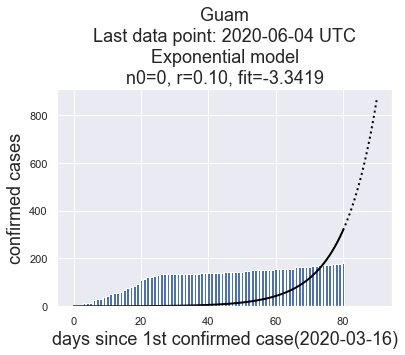 Guam
Last data point: 2020-06-04 UTC
Exponential model
n0=0, r=0.10, fit=-3.3419
800
600
400
200
0
confirmed cases
0 20 40 60 80
days since 1st confirmed case(2020-03-16)